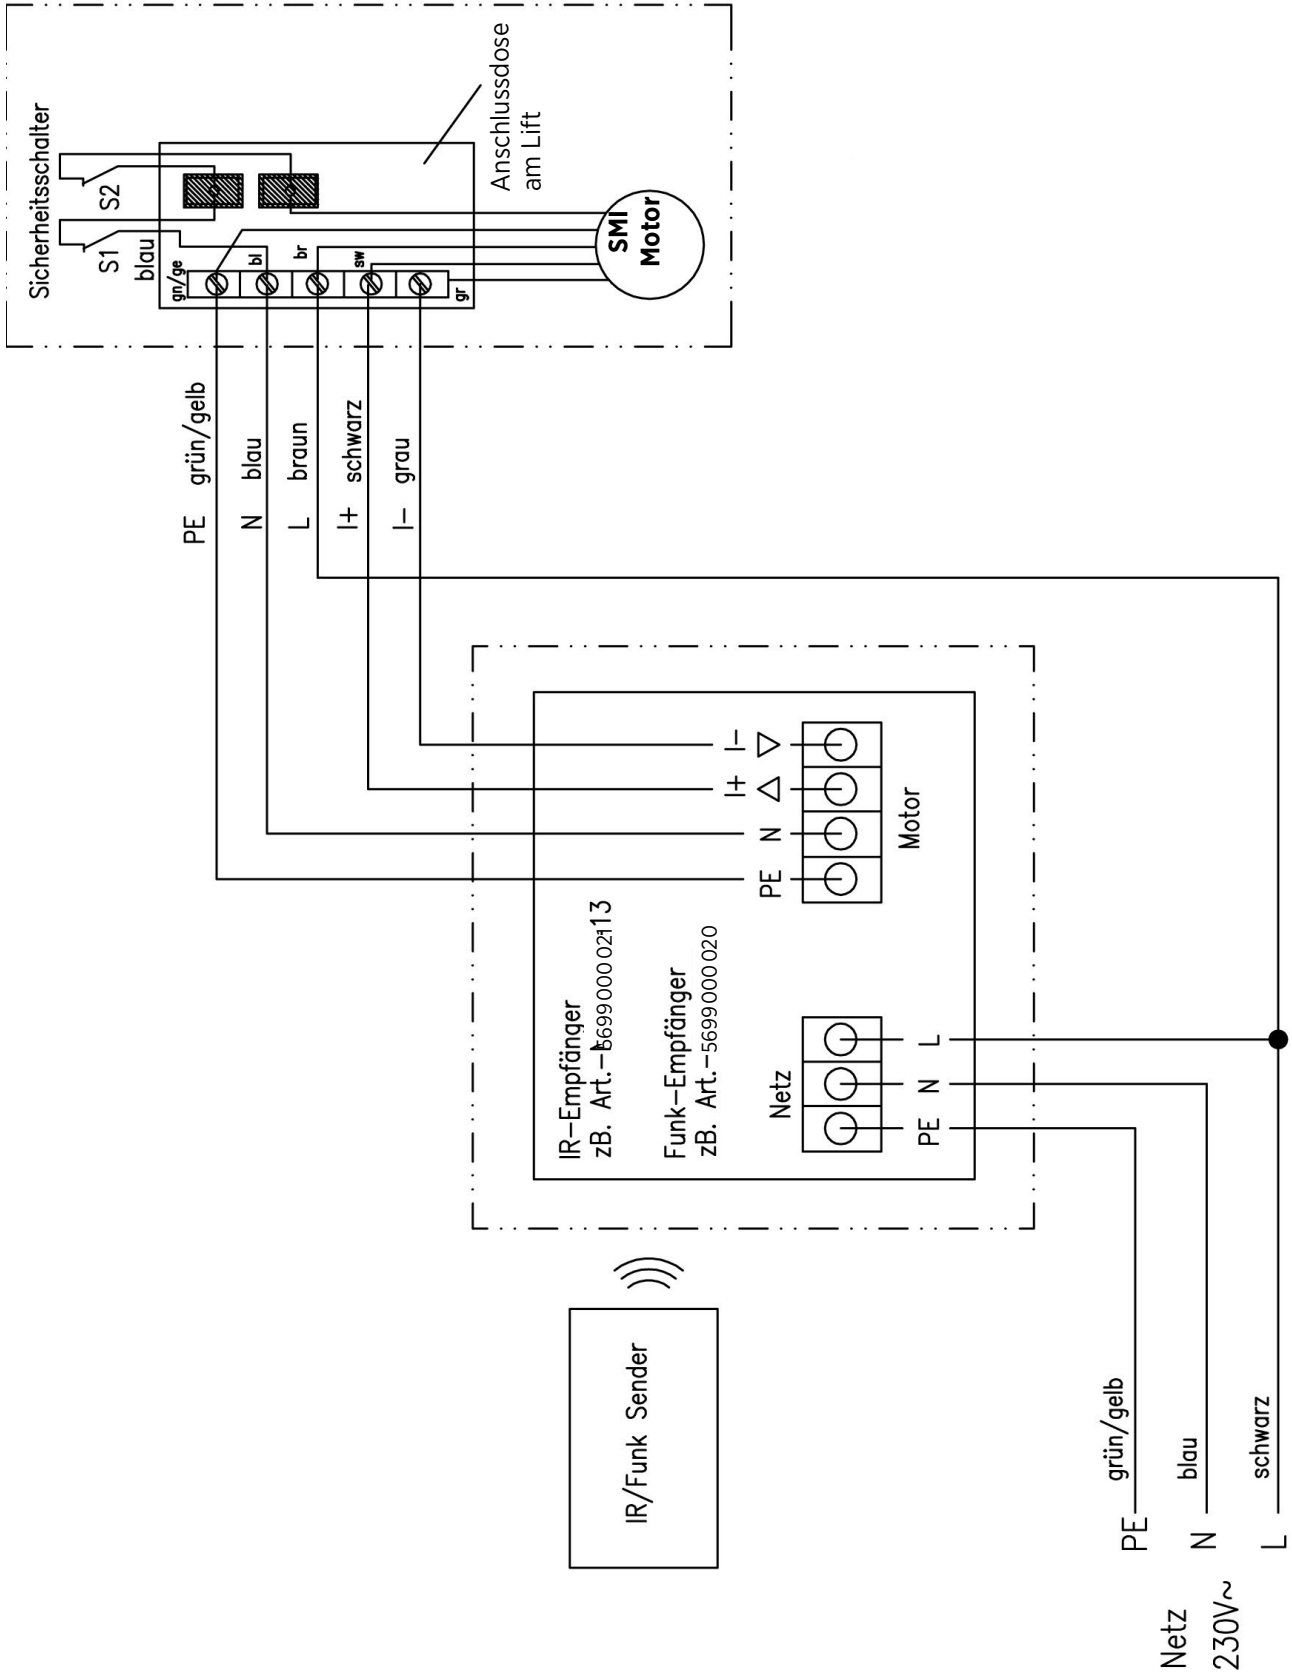 Sicherheitsschalter
S1
S2
blau
gn/ge
bl
br
sw
gr
Anschlussdose
am Lift
SMI
Motor
PE grün/gelb
N blau
L braun
I+ schwarz
I- grau
IR-Empfänger
zB. Art.-
Funk-Empfänger
zB. Art.-5699000020
PE
N
I+
I-
Motor
Netz
PE
N
L
IR/Funk Sender
Netz
230V~
PE grün/gelb
N blau
L schwarz